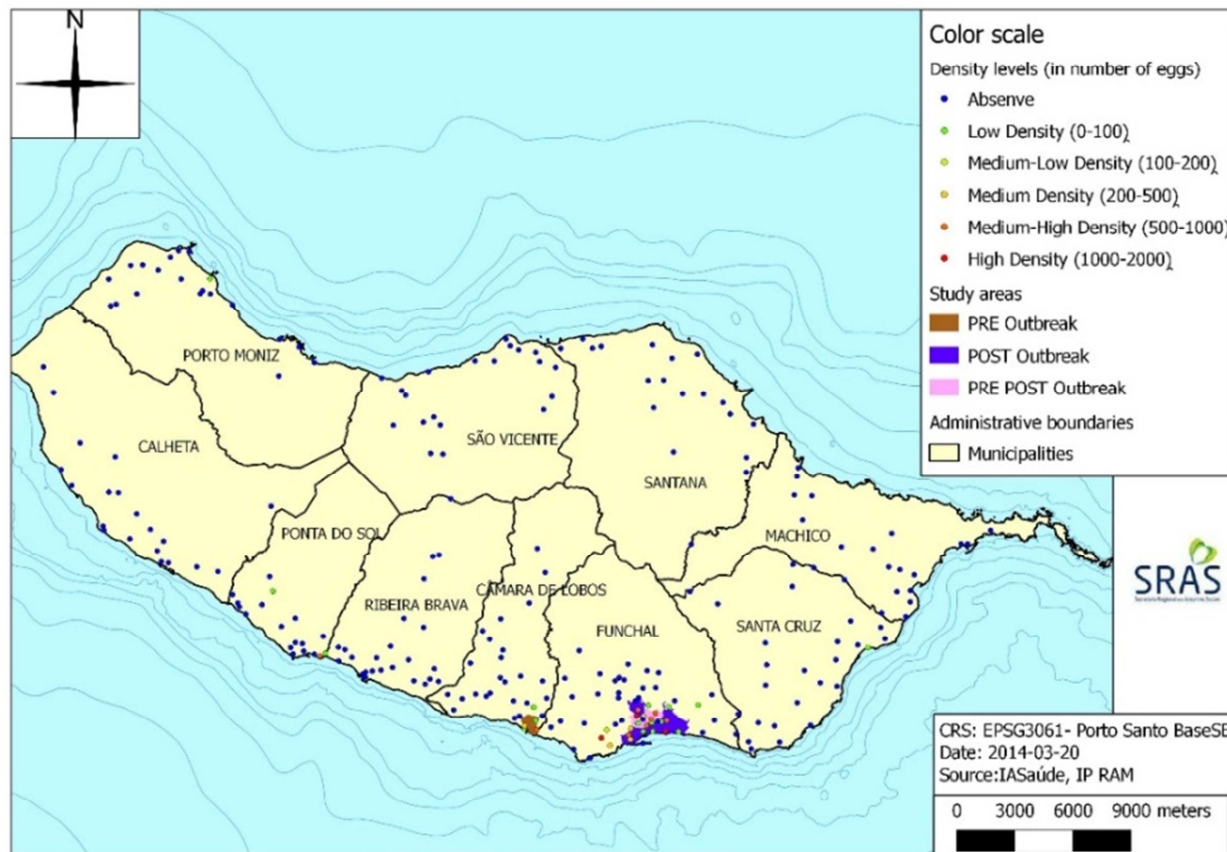 N
Color scale
Density levels (in number of eggs)
Absenve
Low Density (0-100)
Medium-Low Density (100-200)
Medium Density (200-500)
Medium-High Density (500-1000)
High Density (1000-2000)
Study areas
PRE Outbreak
POST Outbreak
PRE POST Outbreak
Administrative boundaries
Municipalities
PORTO MONIZ
CALHETA
SÃO VICENTE
SANTANA
PONTA DO SOL
MACHICO
RIBEIRA BRAVA
CÂMARA DE LOBOS
FUNCHAL
SANTA CRUZ
SRAS
CRS: EPSG3061- Porto Santo BaseSE
Date: 2014-03-20
Source:IASaúde, IP RAM
0 3000 6000 9000 meters